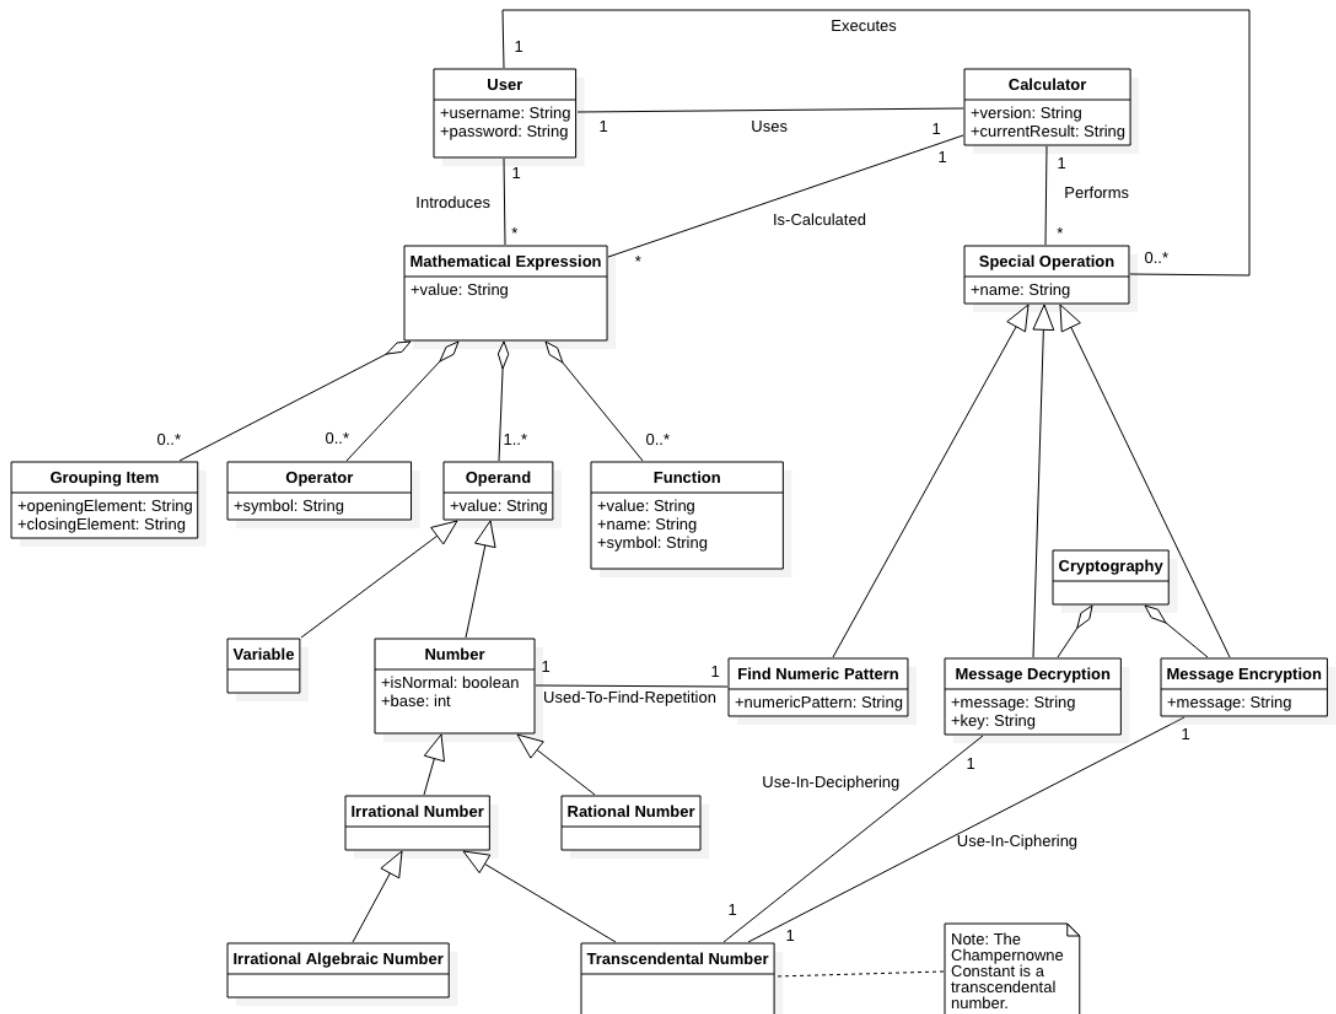 Executes
1
User
+username: String
+password: String
Calculator
+version: String
+currentResult: String
1
Uses
1
1
Introduces
*
1
Is-Calculated
*
1
Performs
*
Mathematical Expression
+value: String
Special Operation
+name: String
0..*
0..*
0..*
1..*
0..*
Grouping Item
+openingElement: String
+closingElement: String
Operator
+symbol: String
Operand
+value: String
Function
+value: String
+name: String
+symbol: String
Cryptography
Variable
Number
+isNormal: boolean
+base: int
1
Used-To-Find-Repetition
1
Find Numeric Pattern
+numericPattern: String
Message Decryption
+message: String
+key: String
Message Encryption
+message: String
1
1
Use-In-Deciphering
Use-In-Ciphering
Irrational Number
Rational Number
1
1
Irrational Algebraic Number
Transcendental Number
Note: The
Champernowne
Constant is a
transcendental
number.